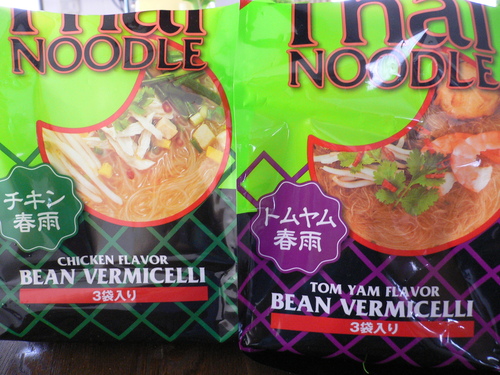 Thai
NOODLE
チキン
春雨
CHICKEN FLAVOR
BEAN VERMICELLI
3袋入り
Thai
NOODLE
トムヤム
春雨
TOM YAM FLAVOR
BEAN VERMICELLI
3袋入り